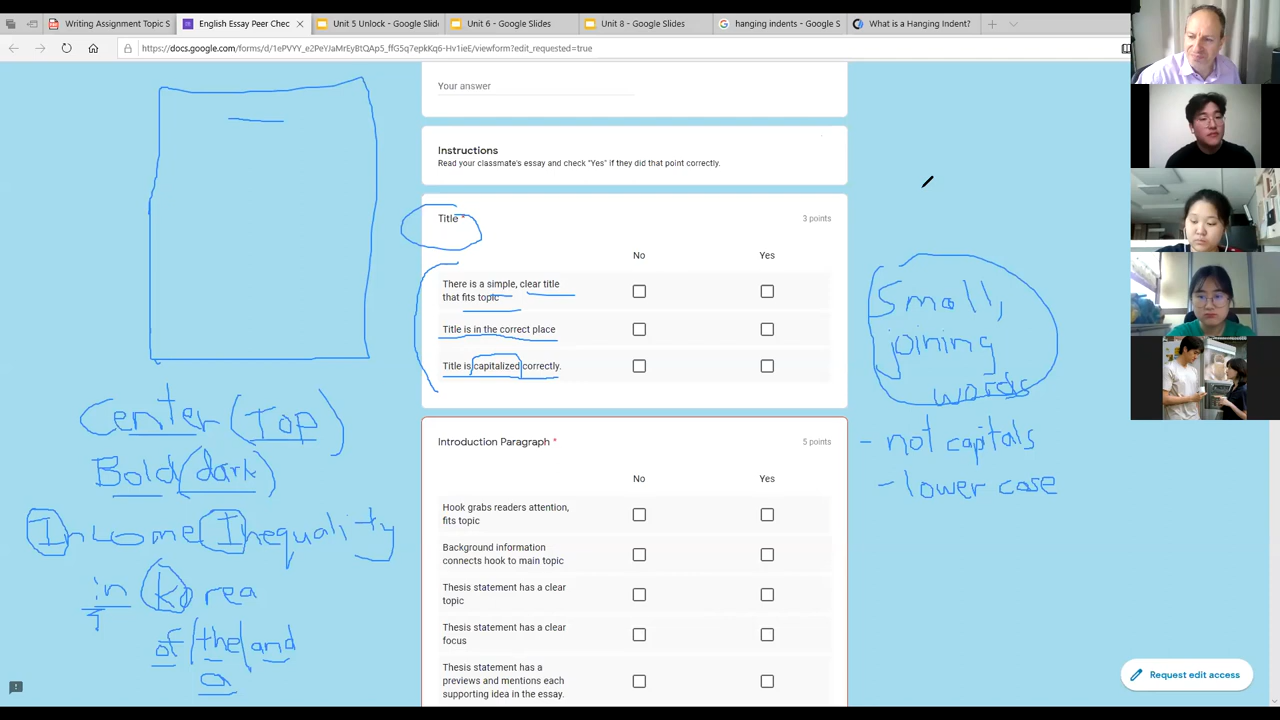 Writing Assignment Topic S
English Essay Peer Chec
Unit 5 Unlock - Google Slide
Unit 6 - Google Slides
Unit 8 - Google Slides
hanging indents - Google S
What is a Hanging Indent?
https://docs.google.com/forms/d/1ePVYY_e2PeYJaMrEyBtQAp5_ffG5q7epkKq6-Hv1ieE/viewform?edit_requested=true
Your answer
Instructions
Read your classmate's essay and check "Yes" if they did that point correctly.
Title *
3 points
No Yes
There is a simple, clear title
that fits topic
Title is in the correct place
Title is capitalized correctly.
Introduction Paragraph *
5 points
No Yes
Hook grabs readers attention,
fits topic
Background information
connects hook to main topic
Thesis statement has a clear
topic
Thesis statement has a clear
focus
Thesis statement has a
previews and mentions each
supporting idea in the essay.
Center (Top)
Bold (dark)
Income Inequality
in Korea
of/the/and
a
Small,
joining
words
- not capitals
- lower case
Request edit access